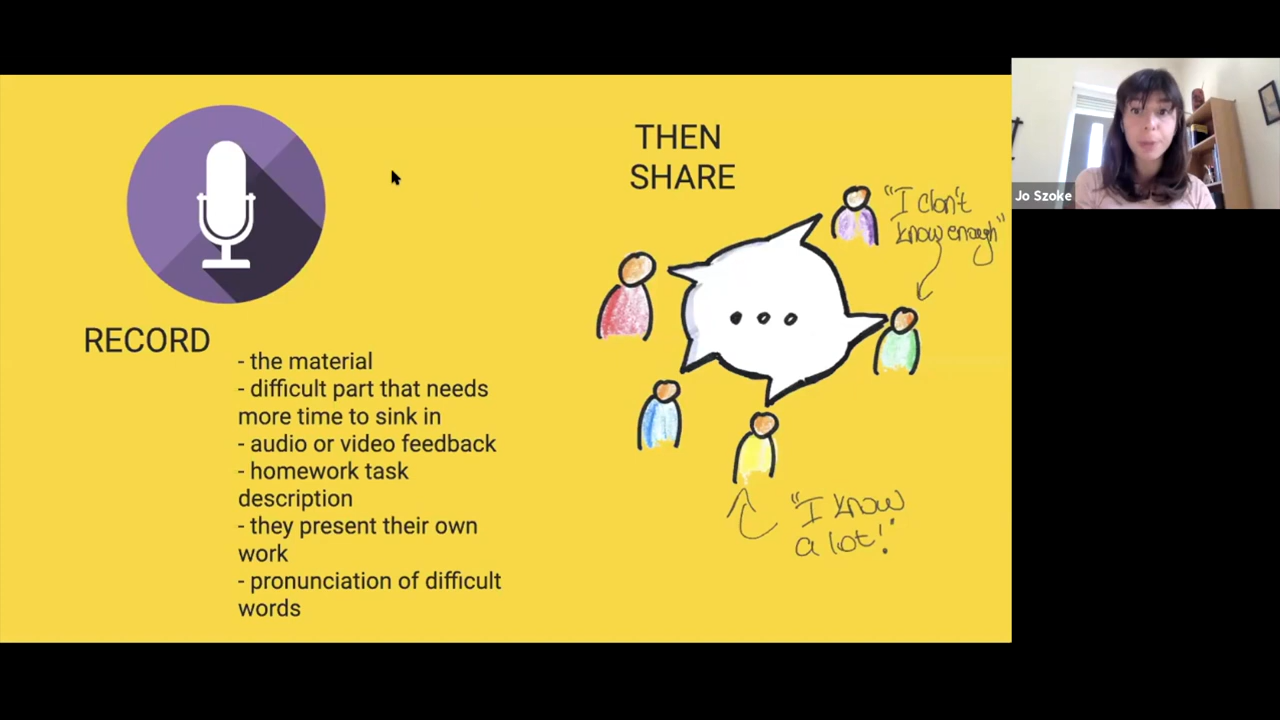 RECORD
- the material
- difficult part that needs
more time to sink in
- audio or video feedback
- homework task
description
- they present their own
work
- pronunciation of difficult
words
THEN
SHARE
"I don't
know enough"
"I know
a lot!"
Jo Szoke